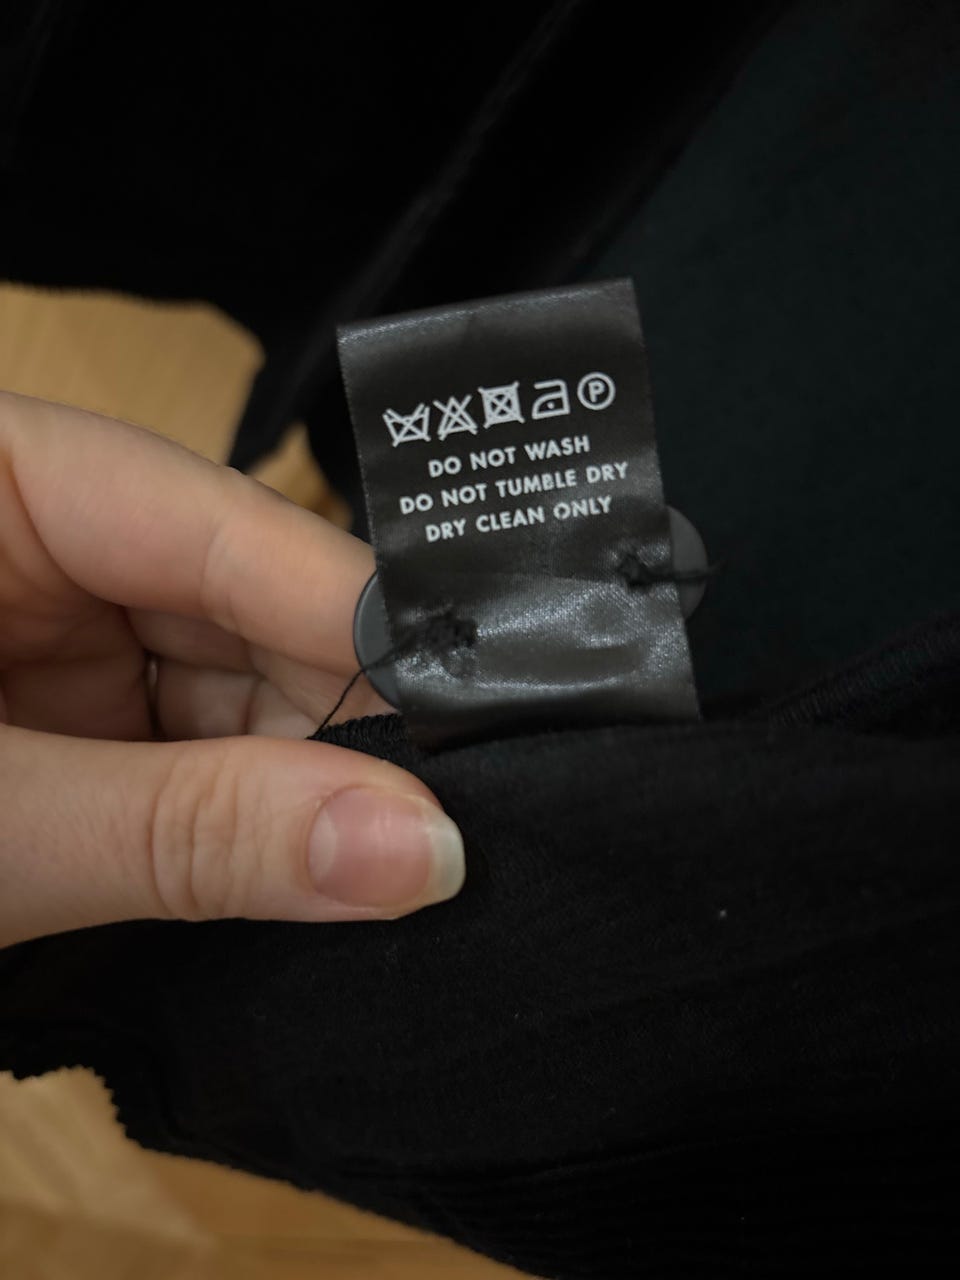 P
DO NOT WASH
DO NOT TUMBLE DRY
DRY CLEAN ONLY